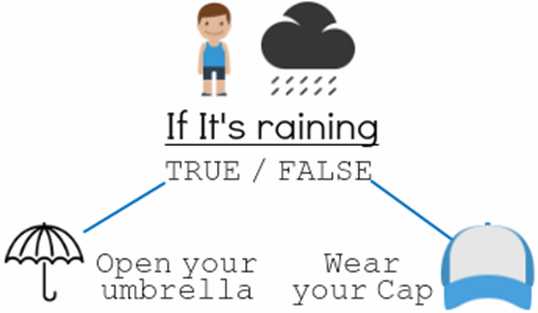 If It's raining
TRUE / FALSE
Open your
umbrella
Wear
your Cap